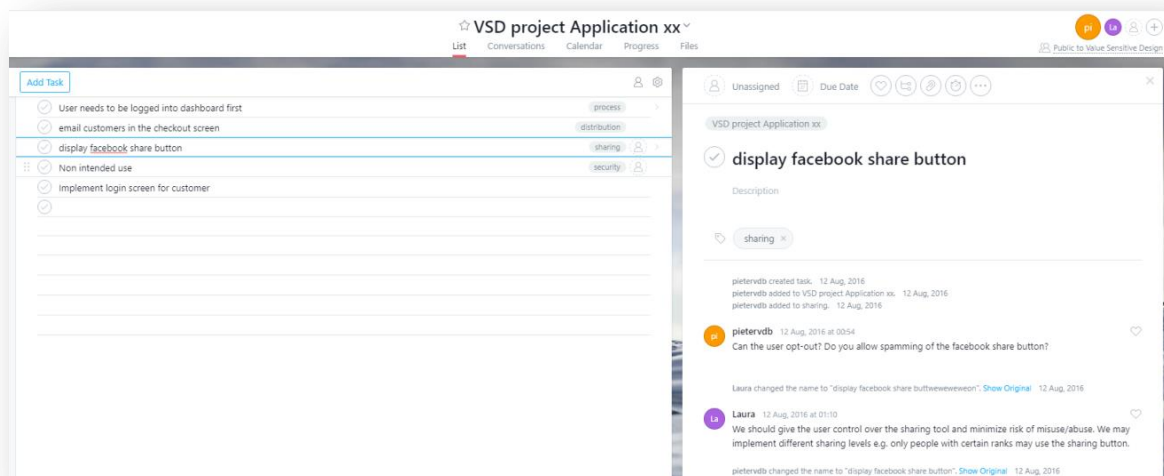 VSD project Application xx
List Conversations Calendar Progress Files
pi La
Public to Value Sensitive Design
Add Task
User needs to be logged into dashboard first process
email customers in the checkout screen distribution
display facebook share button sharing
Non intended use security
Implement login screen for customer
Unassigned Due Date
VSD project Application xx
display facebook share button
Description
sharing
pietervdb created task. 12 Aug, 2016
pietervdb added to VSD project Application xx. 12 Aug, 2016
pietervdb added to sharing. 12 Aug, 2016
pi
pietervdb 12 Aug, 2016 at 00:54
Can the user opt-out? Do you allow spamming of the facebook share button?
Laura changed the name to "display facebook share buttweweweweon". Show Original 12 Aug, 2016
La
Laura 12 Aug, 2016 at 01:10
We should give the user control over the sharing tool and minimize risk of misuse/abuse. We may
implement different sharing levels e.g. only people with certain ranks may use the sharing button.
pietervdb changed the name to "display facebook share button". Show Original 12 Aug, 2016